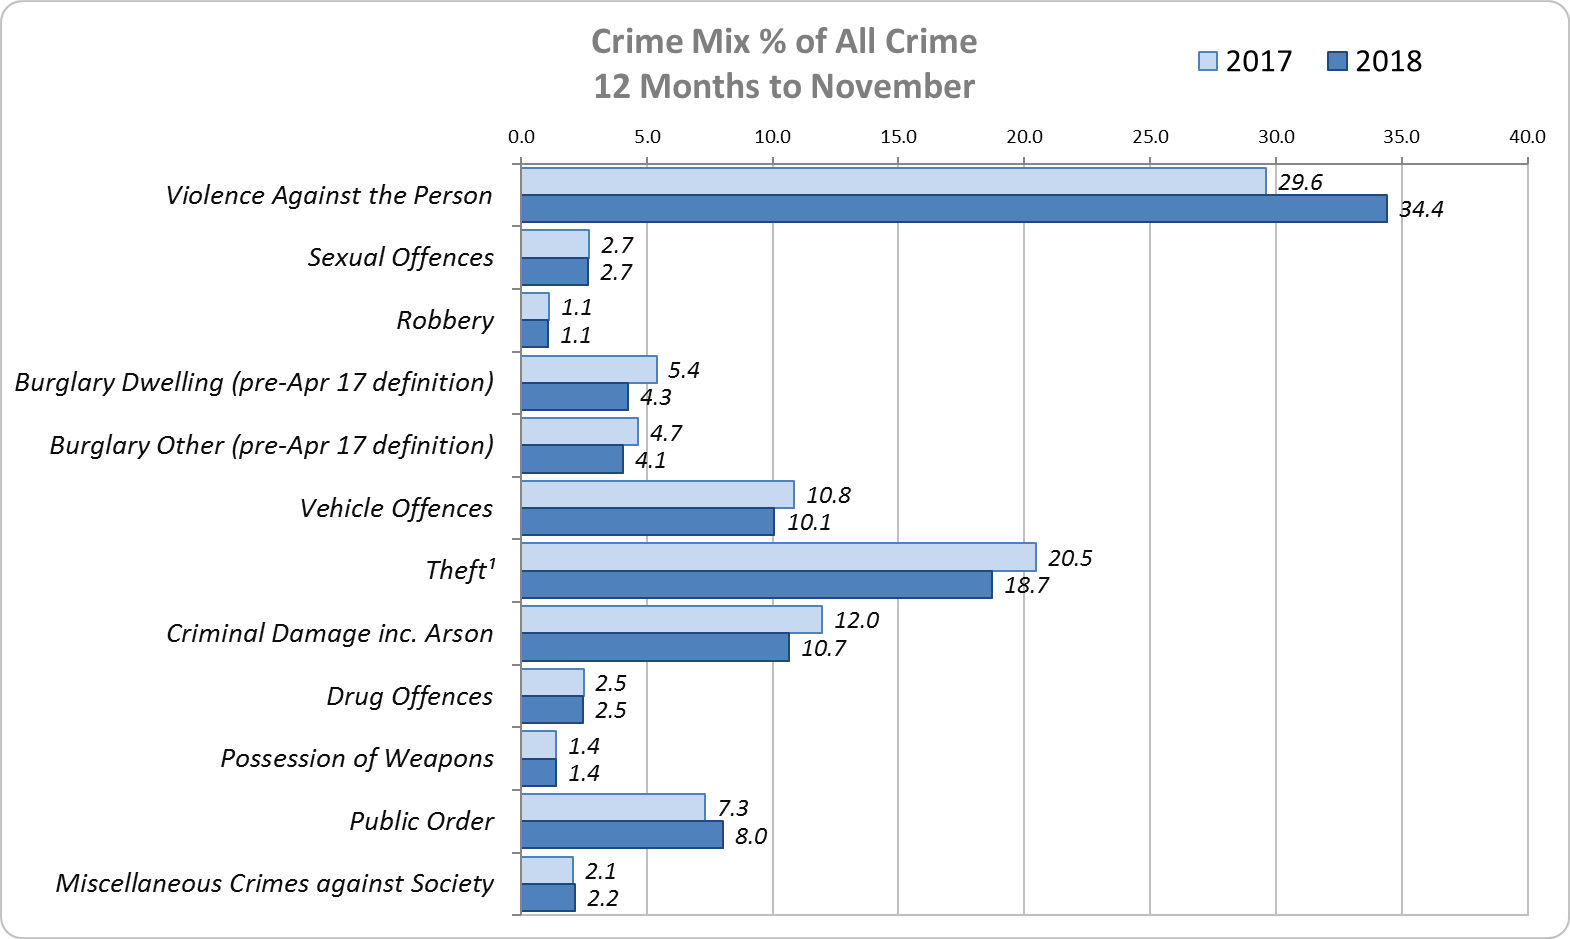 Crime Mix % of All Crime
12 Months to November
2017 2018
0.0 5.0 10.0 15.0 20.0 25.0 30.0 35.0 40.0
Violence Against the Person 29.6
34.4
Sexual Offences 2.7
2.7
Robbery 1.1
1.1
Burglary Dwelling (pre-Apr 17 definition) 5.4
4.3
Burglary Other (pre-Apr 17 definition) 4.7
4.1
Vehicle Offences 10.8
10.1
Theft¹ 20.5
18.7
Criminal Damage inc. Arson 12.0
10.7
Drug Offences 2.5
2.5
Possession of Weapons 1.4
1.4
Public Order 7.3
8.0
Miscellaneous Crimes against Society 2.1
2.2